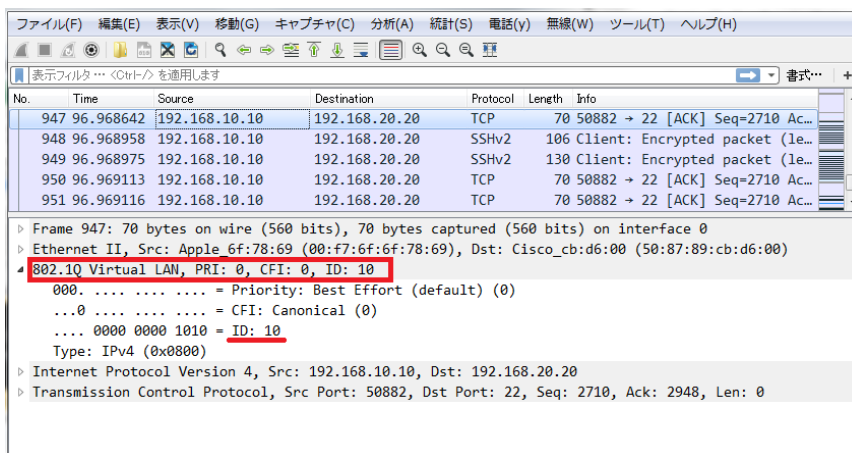 ファイル(F) 編集(E) 表示(V) 移動(G) キャプチャ(C) 分析(A) 統計(S) 電話(y) 無線(W) ツール(T) ヘルプ(H)
表示フィルタ … <Ctrl-/> を適用します 書式… +
No. Time Source Destination Protocol Length Info
947 96.968642 192.168.10.10 192.168.20.20 TCP 70 50882 → 22 [ACK] Seq=2710 Ac…
948 96.968958 192.168.10.10 192.168.20.20 SSHv2 106 Client: Encrypted packet (le…
949 96.968975 192.168.10.10 192.168.20.20 SSHv2 130 Client: Encrypted packet (le…
950 96.969113 192.168.10.10 192.168.20.20 TCP 70 50882 → 22 [ACK] Seq=2710 Ac…
951 96.969116 192.168.10.10 192.168.20.20 TCP 70 50882 → 22 [ACK] Seq=2710 Ac…
Frame 947: 70 bytes on wire (560 bits), 70 bytes captured (560 bits) on interface 0
Ethernet II, Src: Apple_6f:78:69 (00:f7:6f:6f:78:69), Dst: Cisco_cb:d6:00 (50:87:89:cb:d6:00)
802.1Q Virtual LAN, PRI: 0, CFI: 0, ID: 10
000. .... .... .... = Priority: Best Effort (default) (0)
...0 .... .... .... = CFI: Canonical (0)
.... 0000 0000 1010 = ID: 10
Type: IPv4 (0x0800)
Internet Protocol Version 4, Src: 192.168.10.10, Dst: 192.168.20.20
Transmission Control Protocol, Src Port: 50882, Dst Port: 22, Seq: 2710, Ack: 2948, Len: 0